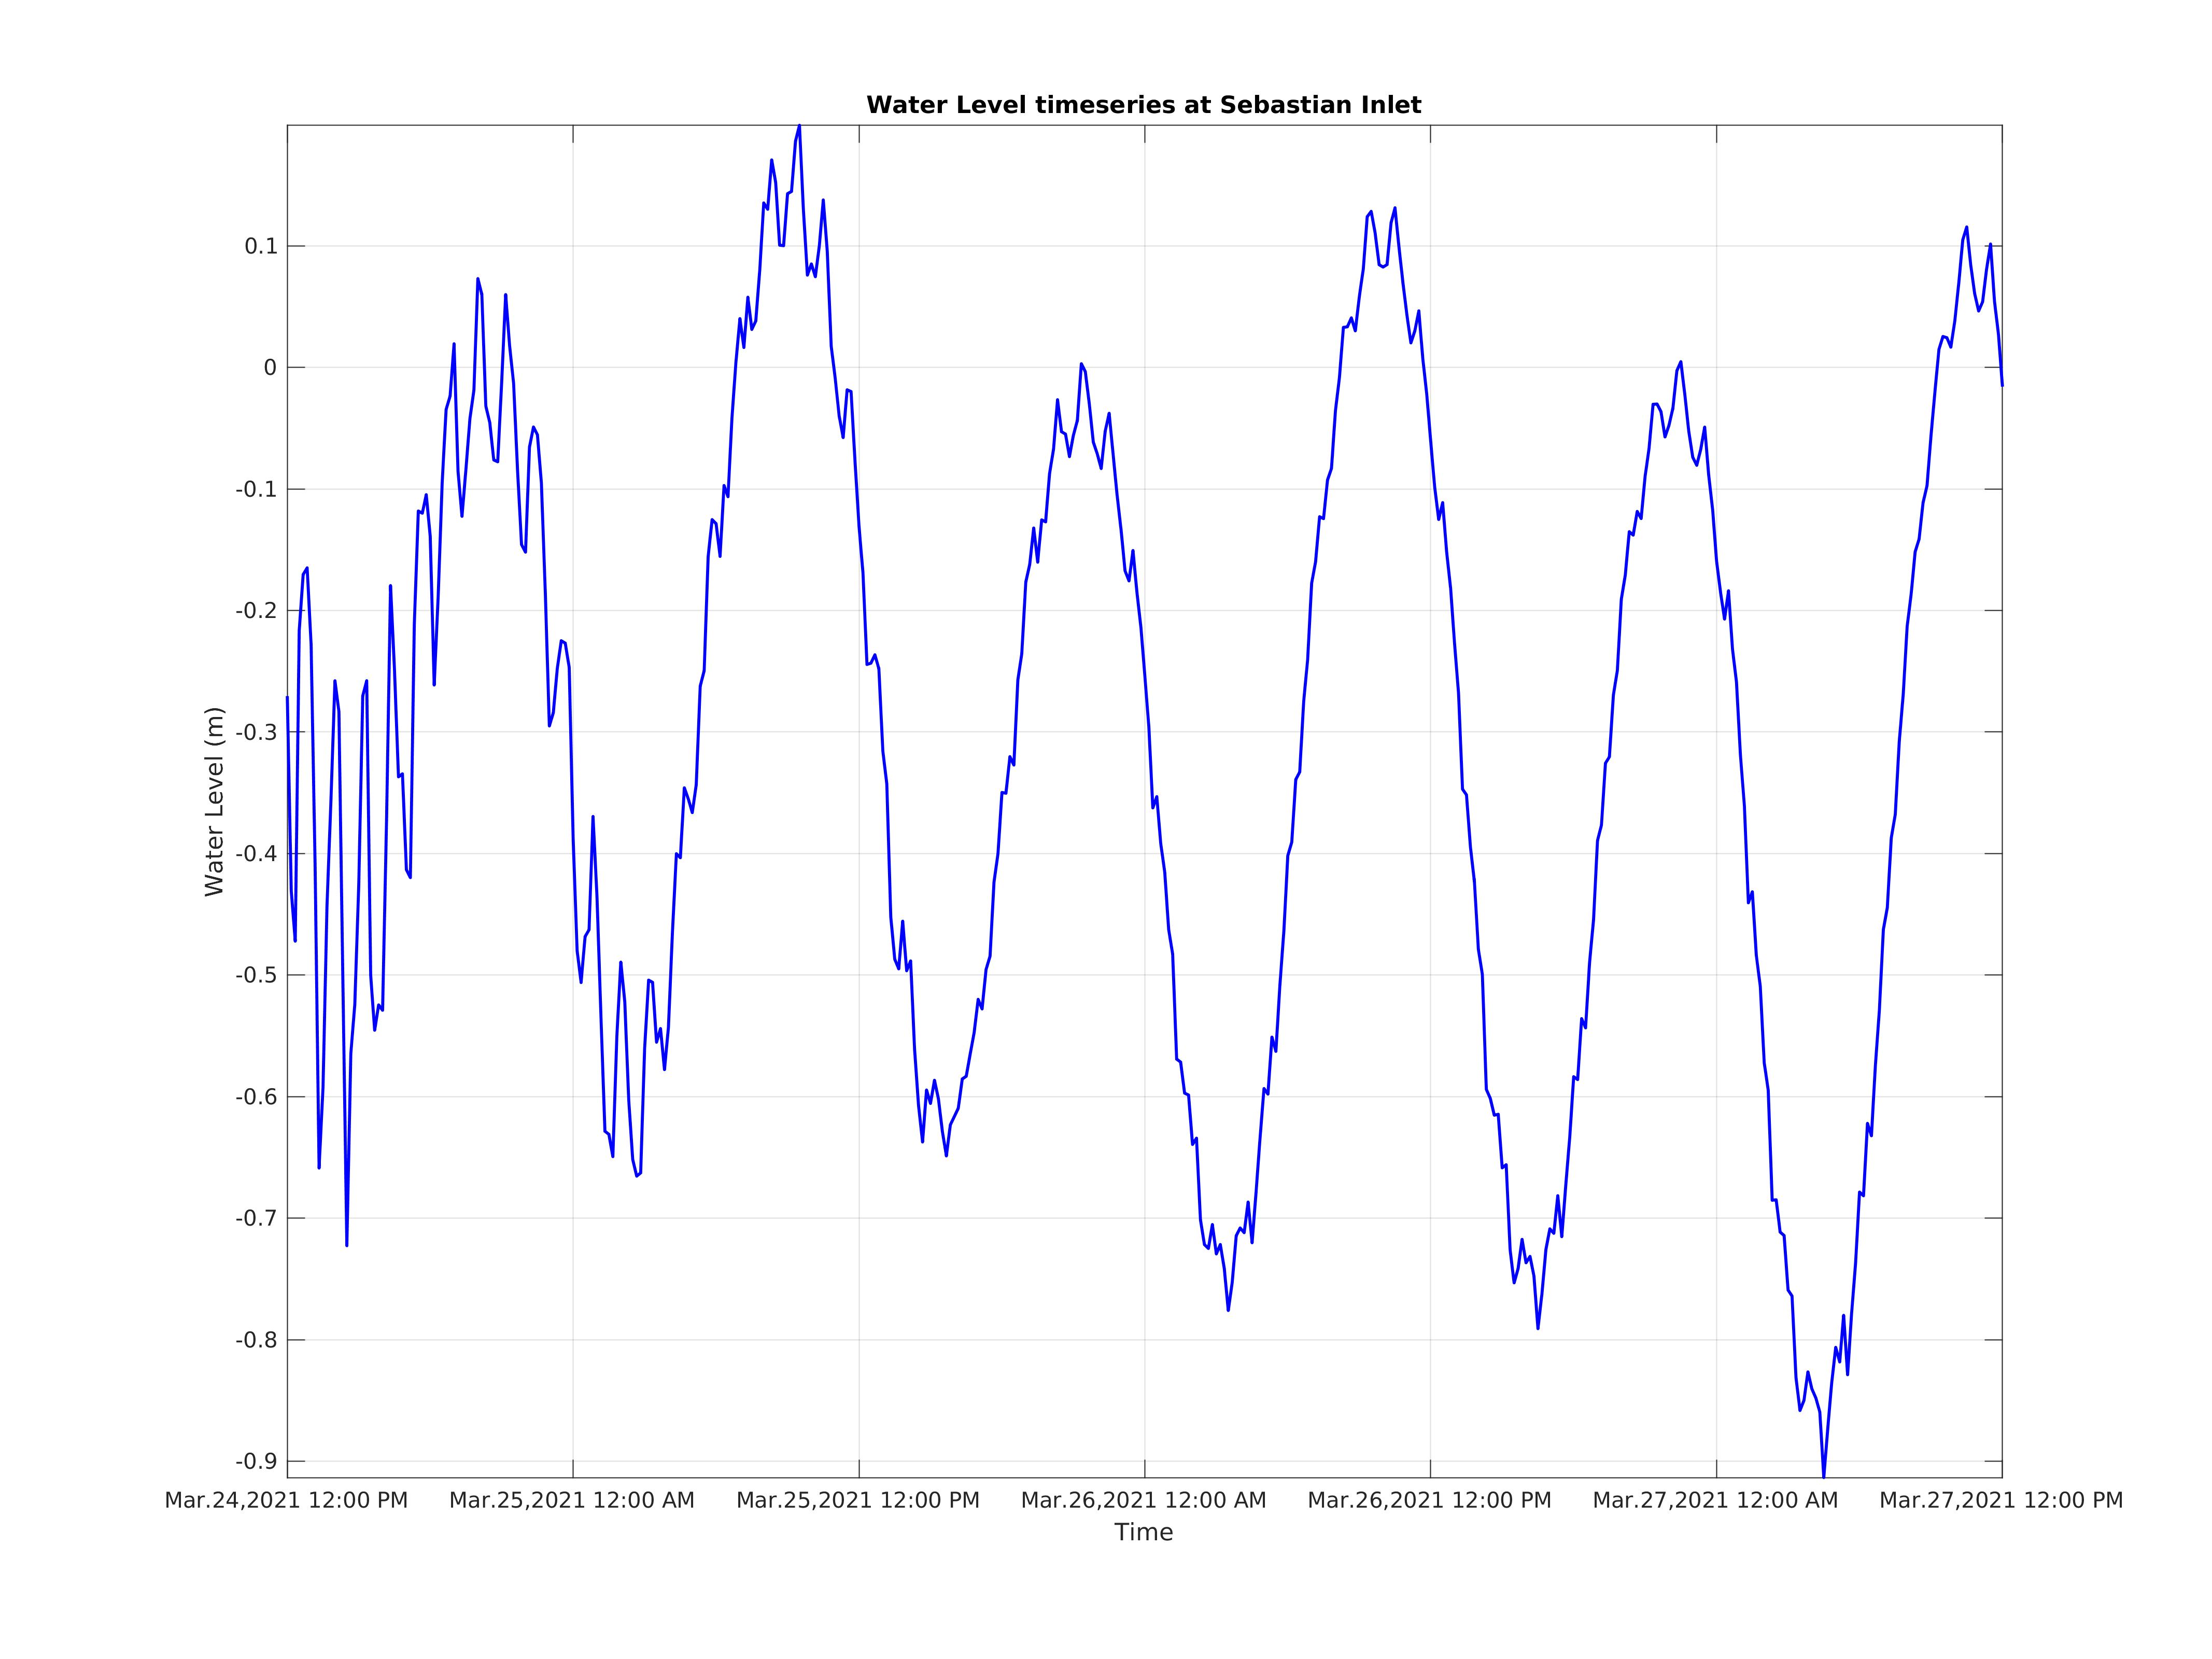 Water Level timeseries at Sebastian Inlet
0.1
0
-0.1
-0.2
-0.3
-0.4
-0.5
-0.6
-0.7
-0.8
-0.9
Water Level (m)
Mar.24,2021 12:00 PM
Mar.25,2021 12:00 AM
Mar.25,2021 12:00 PM
Mar.26,2021 12:00 AM
Mar.26,2021 12:00 PM
Mar.27,2021 12:00 AM
Mar.27,2021 12:00 PM
Time